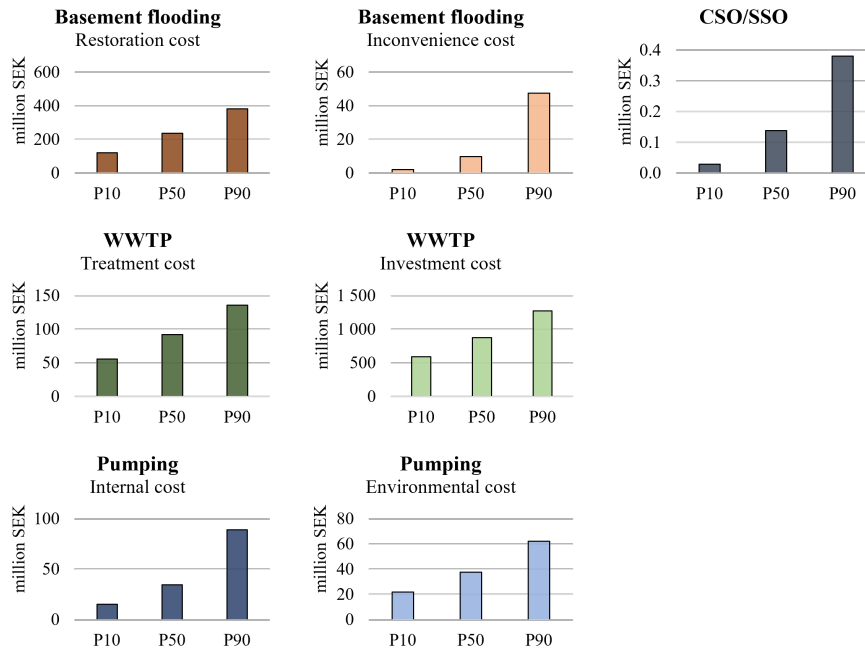 Basement flooding
Restoration cost
million SEK
600
400
200
0
P10 P50 P90
Basement flooding
Inconvenience cost
million SEK
60
40
20
0
P10 P50 P90
CSO/SSO
million SEK
0.4
0.3
0.2
0.1
0.0
P10 P50 P90
WWTP
Treatment cost
million SEK
150
100
50
0
P10 P50 P90
WWTP
Investment cost
million SEK
1 500
1 000
500
0
P10 P50 P90
Pumping
Internal cost
million SEK
100
50
0
P10 P50 P90
Pumping
Environmental cost
million SEK
80
60
40
20
0
P10 P50 P90